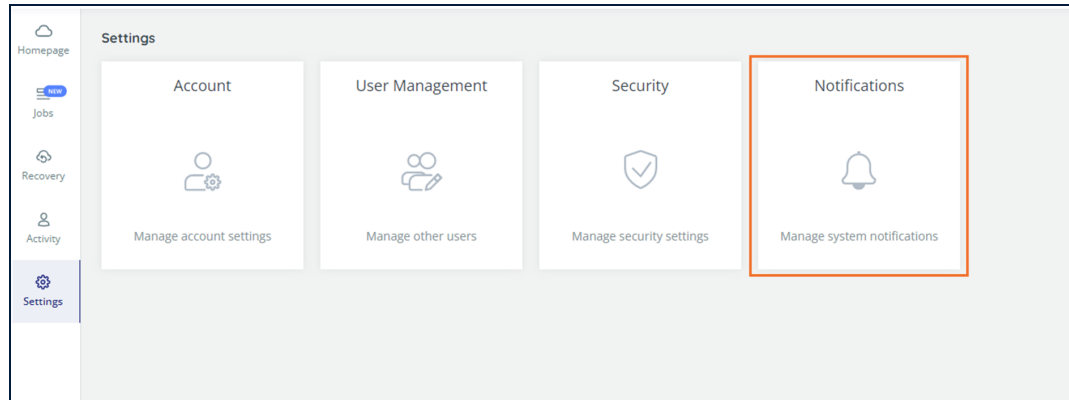 Homepage
NEW
Jobs
Recovery
Activity
Settings
Settings
Account
Manage account settings
User Management
Manage other users
Security
Manage security settings
Notifications
Manage system notifications